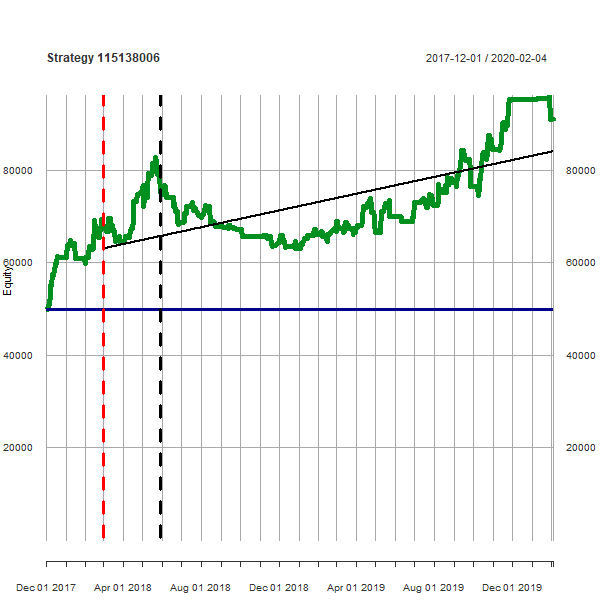 Strategy 115138006
2017-12-01 / 2020-02-04
80000 80000
60000 60000
Equity
40000 40000
20000 20000
Dec 01 2017 Apr 01 2018 Aug 01 2018 Dec 01 2018 Apr 01 2019 Aug 01 2019 Dec 01 2019